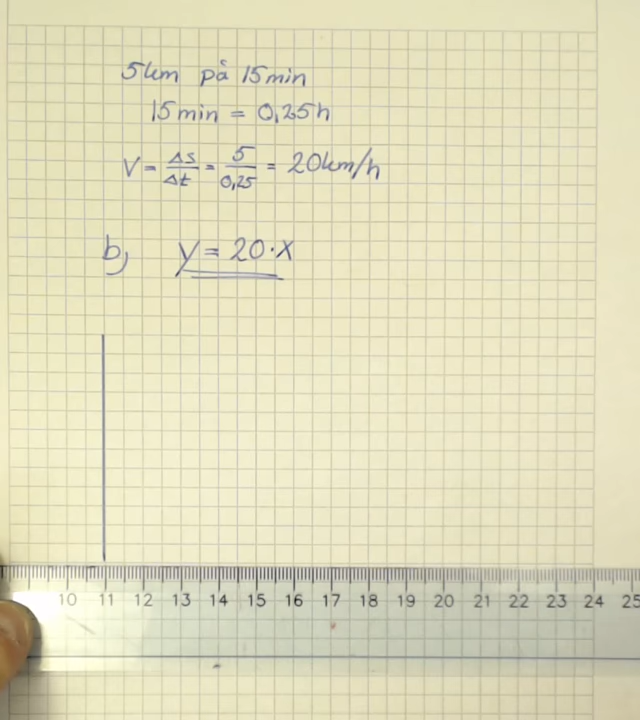 5km på 15min
15min = 0,25h
V = Δs/Δt = 5/0,25 = 20km/h
b) y = 20·x
10 11 12 13 14 15 16 17 18 19 20 21 22 23 24 25